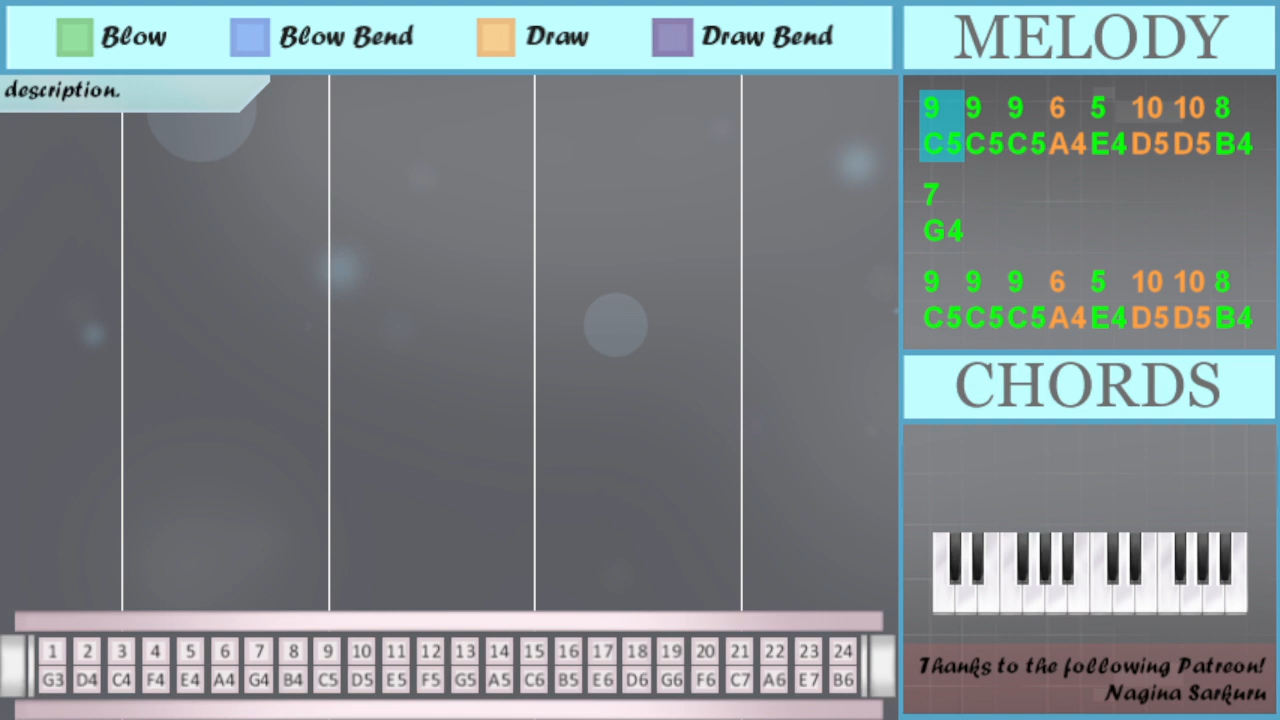 Blow Blow Bend Draw Draw Bend
description.
MELODY
9 9 9 6 5 10 10 8
C5 C5 C5 A4 E4 D5 D5 B4
7
G4
9 9 9 6 5 10 10 8
C5 C5 C5 A4 E4 D5 D5 B4
CHORDS
Thanks to the following Patreon!
Nagina Sarkuru
1 2 3 4 5 6 7 8 9 10 11 12 13 14 15 16 17 18 19 20 21 22 23 24
G3 D4 C4 F4 E4 A4 G4 B4 C5 D5 E5 F5 G5 A5 C6 B5 E6 D6 G6 F6 C7 A6 E7 B6